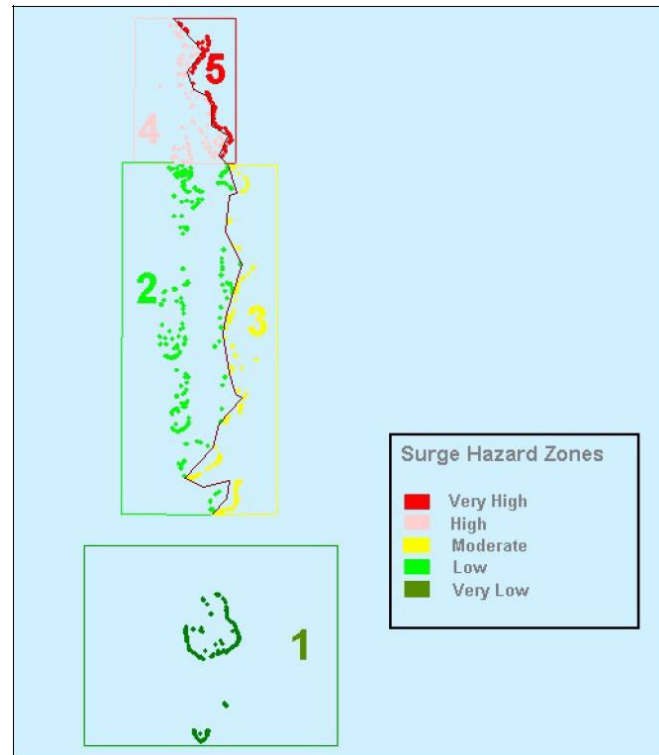 5
4
2
3
Surge Hazard Zones
Very High
High
Moderate
Low
Very Low
1